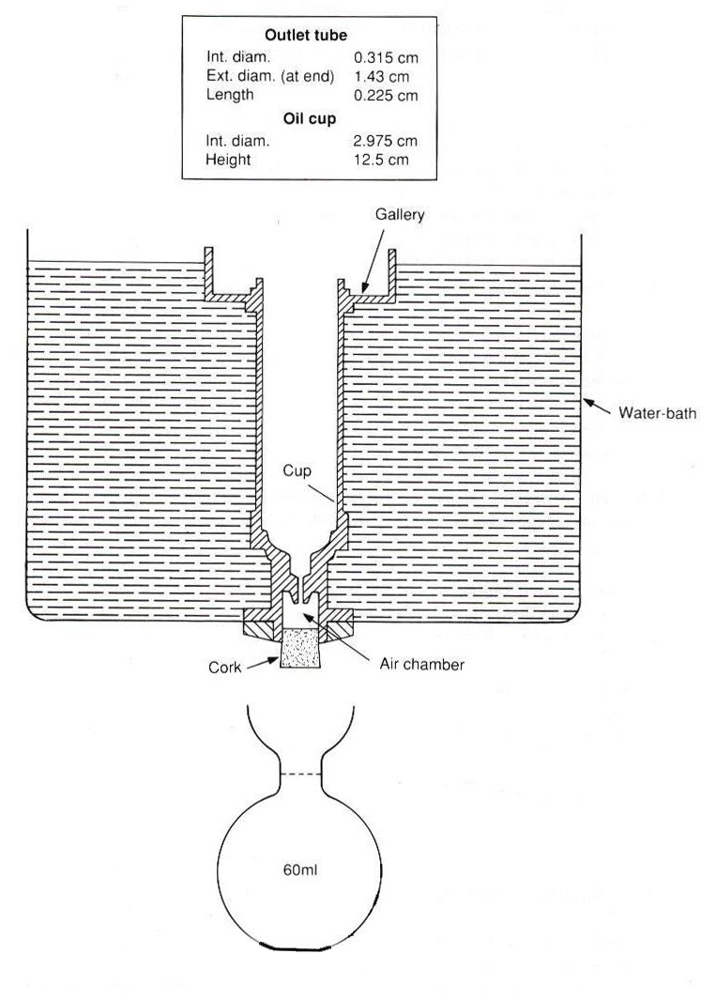 Outlet tube
Int. diam. 0.315 cm
Ext. diam. (at end) 1.43 cm
Length 0.225 cm
Oil cup
Int. diam. 2.975 cm
Height 12.5 cm
Gallery
Water-bath
Cup
Cork
Air chamber
60ml